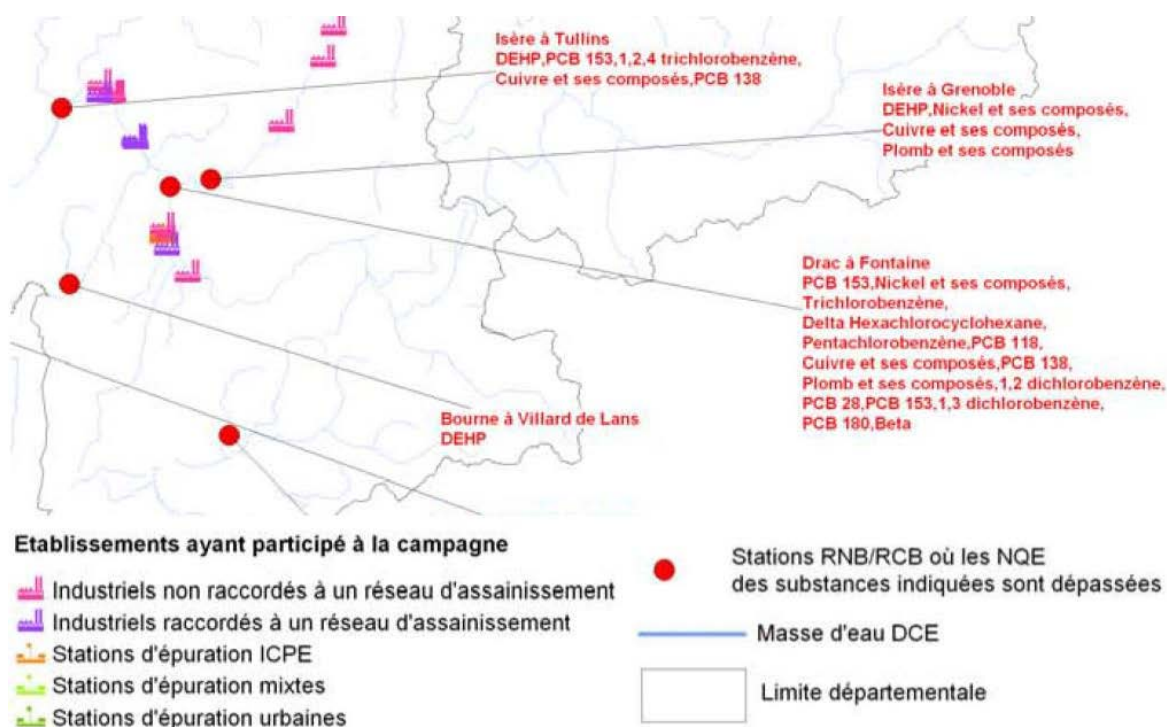 Isère à Tullins
DEHP,PCB 153,1,2,4 trichlorobenzène,
Cuivre et ses composés,PCB 138
Isère à Grenoble
DEHP,Nickel et ses composés,
Cuivre et ses composés,
Plomb et ses composés
Drac à Fontaine
PCB 153,Nickel et ses composés,
Trichlorobenzène,
Delta Hexachlorocyclohexane,
Pentachlorobenzène,PCB 118,
Cuivre et ses composés,PCB 138,
Plomb et ses composés,1,2 dichlorobenzène,
PCB 28,PCB 153,1,3 dichlorobenzène,
PCB 180,Beta
Bourne à Villard de Lans
DEHP
Etablissements ayant participé à la campagne
Industriels non raccordés à un réseau d'assainissement
Industriels raccordés à un réseau d'assainissement
Stations d'épuration ICPE
Stations d'épuration mixtes
Stations d'épuration urbaines
Stations RNB/RCB où les NQE
des substances indiquées sont dépassées
Masse d'eau DCE
Limite départementale